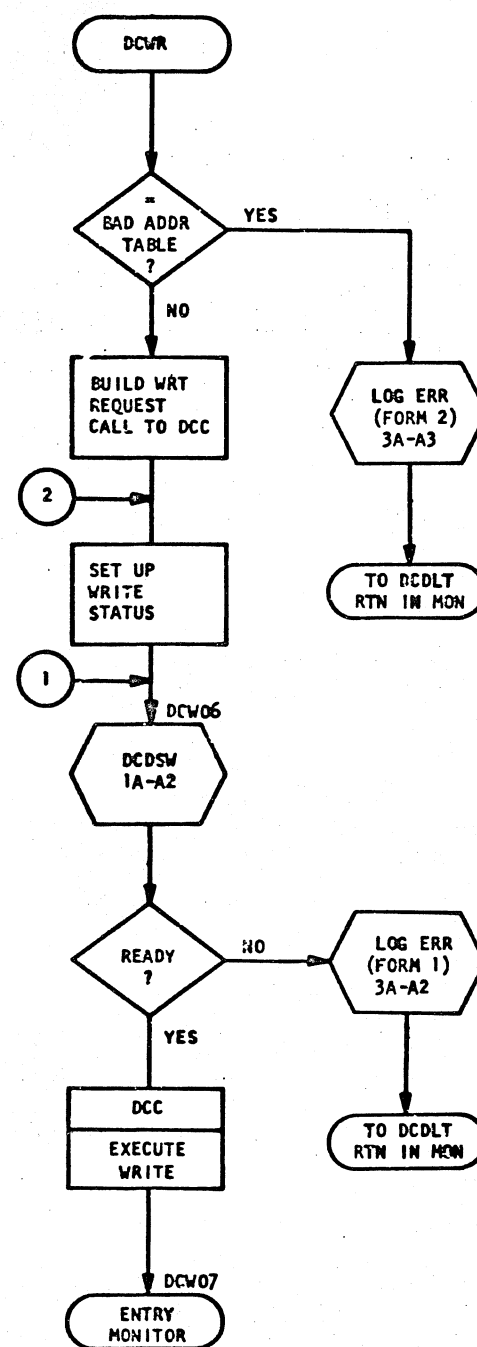 DCWR
=
BAD ADDR
TABLE
?
YES
NO
BUILD WRT
REQUEST
CALL TO DCC
LOG ERR
(FORM 2)
3A-A3
2
SET UP
WRITE
STATUS
TO DCDLT
RTN IN MON
1
DCW06
DCDSW
1A-A2
READY
?
NO
LOG ERR
(FORM 1)
3A-A2
YES
DCC
EXECUTE
WRITE
TO DCDLT
RTN IN MON
DCW07
ENTRY
MONITOR